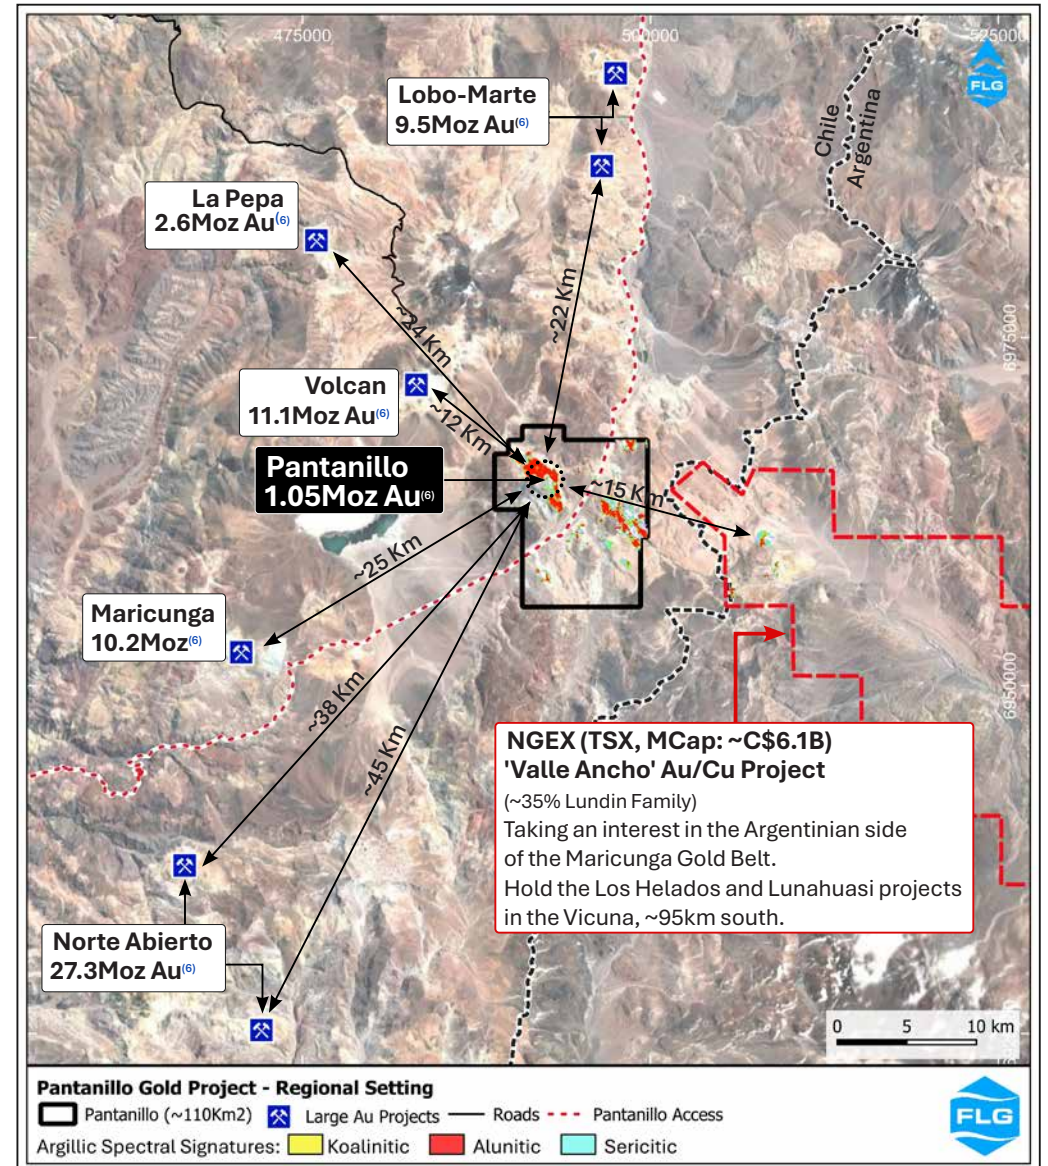 475000
500000
525000
FLG
Lobo-Marte
9.5Moz Au(6)
Chile
Argentina
La Pepa
2.6Moz Au(6)
~22 Km
~24 Km
6975000
Volcan
11.1Moz Au(6)
~12 Km
Pantanillo
1.05Moz Au(6)
~15 Km
~25 Km
Maricunga
10.2Moz(6)
~38 Km
6950000
~45 Km
NGEX (TSX, MCap: ~C$6.1B)
'Valle Ancho' Au/Cu Project
(~35% Lundin Family)
Taking an interest in the Argentinian side
of the Maricunga Gold Belt.
Hold the Los Helados and Lunahuasi projects
in the Vicuna, ~95km south.
Norte Abierto
27.3Moz Au(6)
0 5 10 km
Pantanillo Gold Project - Regional Setting
Pantanillo (~110Km2) Large Au Projects Roads Pantanillo Access
Argillic Spectral Signatures: Koalinitic Alunitic Sericitic
FLG